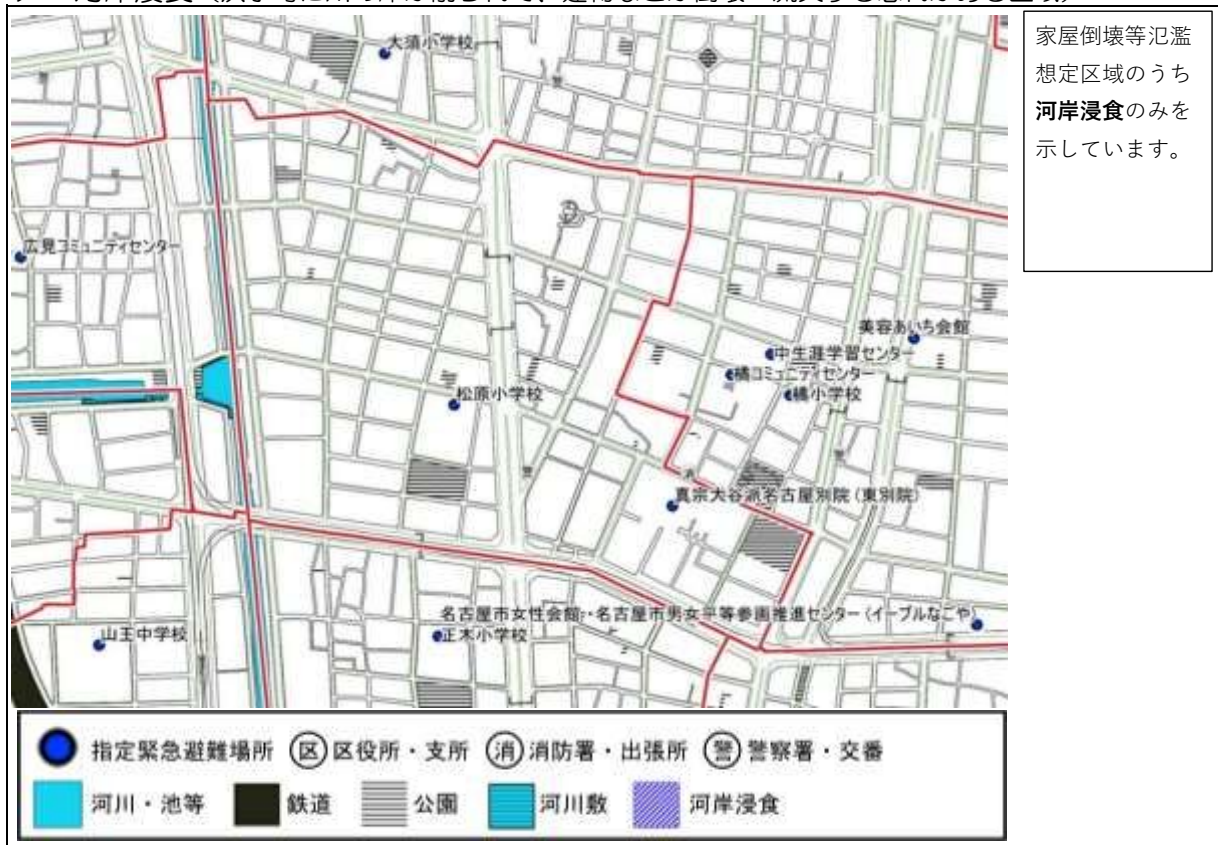 大須小学校
広見コミュニティセンター
美容あいち会館
中生涯学習センター
橘コミュニティセンター
松原小学校
橘小学校
真宗大谷派名古屋別院（東別院）
名古屋市女性会館・名古屋市男女平等参画推進センター（イーブルなごや）
山王中学校
正木小学校
家屋倒壊等氾濫
想定区域のうち
河岸浸食のみを
示しています。
指定緊急避難場所 区 区役所・支所 消 消防署・出張所 警 警察署・交番
河川・池等 鉄道 公園 河川敷 河岸浸食